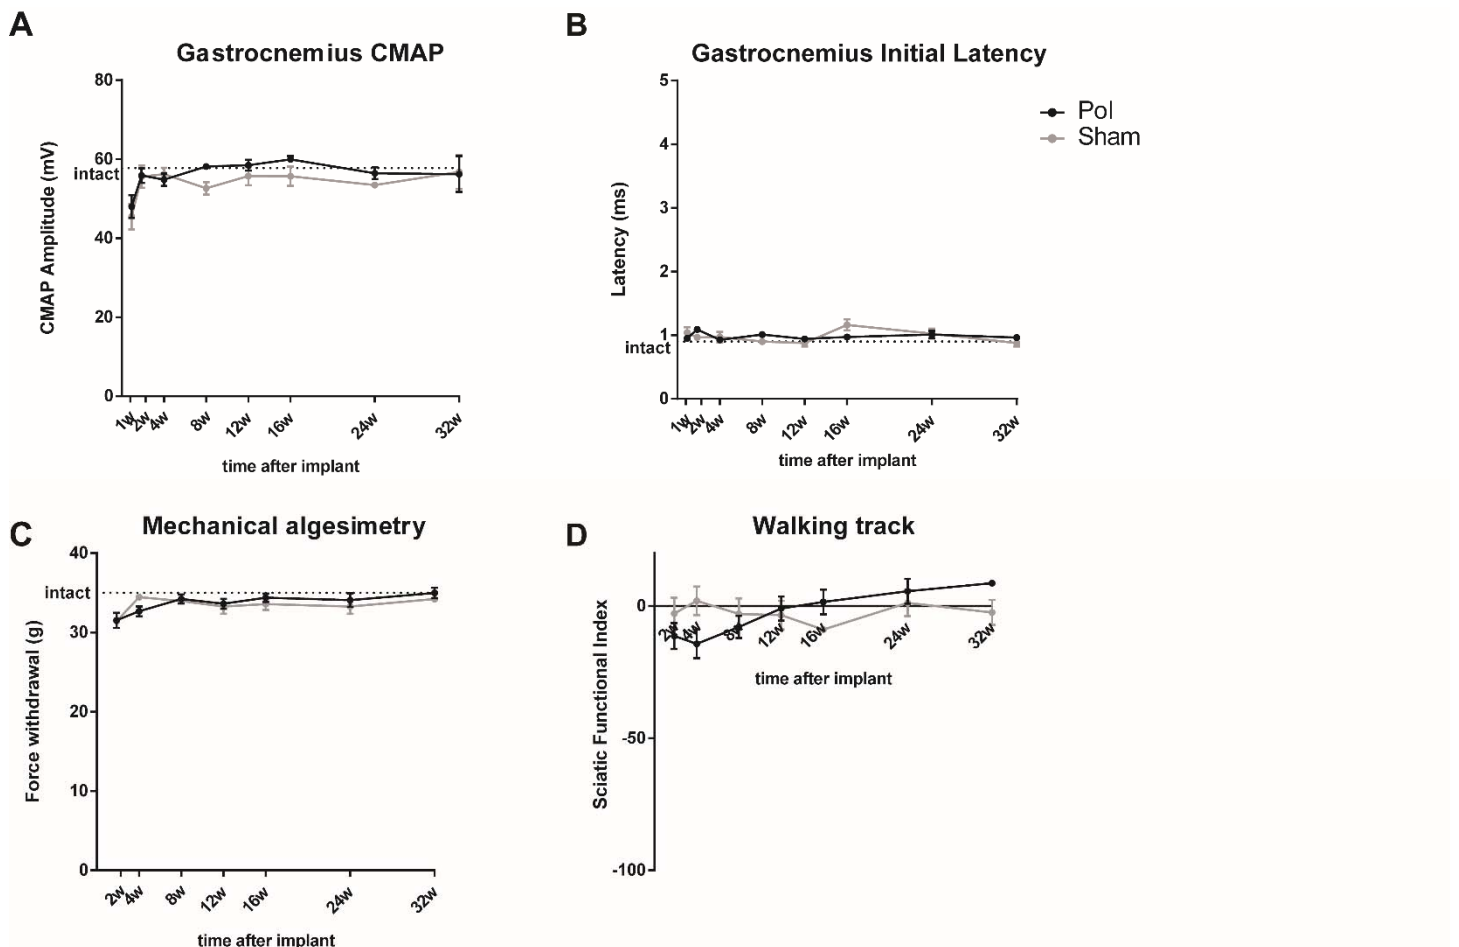 A
Gastrocnemius CMAP
80
60
intact
40
20
0
CMAP Amplitude (mV)
1w 2w 4w 8w 12w 16w 24w 32w
time after implant
B
Gastrocnemius Initial Latency
5
4
3
2
1
intact
0
Latency (ms)
1w 2w 4w 8w 12w 16w 24w 32w
time after implant
Pol
Sham
C
Mechanical algesimetry
40
intact
30
20
10
0
Force withdrawal (g)
2w 4w 8w 12w 16w 24w 32w
time after implant
D
Walking track
0
-50
-100
Sciatic Functional Index
2w 4w 8w 12w 16w 24w 32w
time after implant